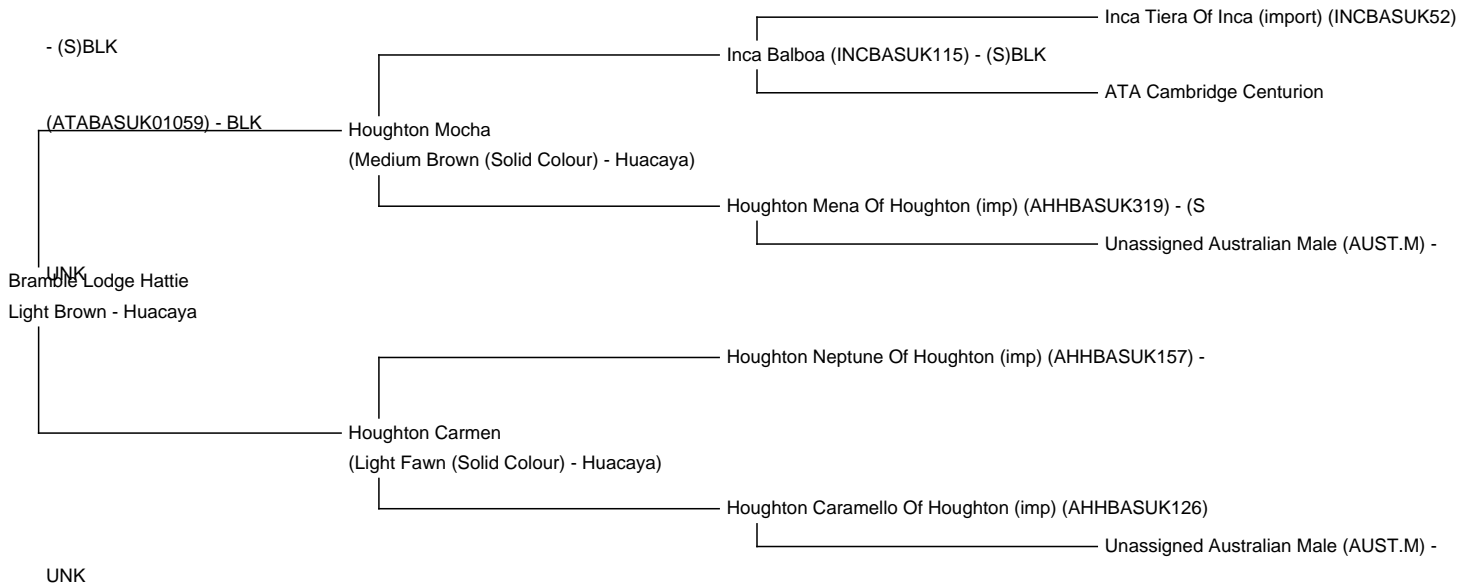 Inca Tiera Of Inca (import) (INCBASUK52)
- (S)BLK
Inca Balboa (INCBASUK115) - (S)BLK
ATA Cambridge Centurion
(ATABASUK01059) - BLK
Houghton Mocha
(Medium Brown (Solid Colour) - Huacaya)
Houghton Mena Of Houghton (imp) (AHHBASUK319) - (S
Unassigned Australian Male (AUST.M) -
UNK
Bramble Lodge Hattie
Light Brown - Huacaya
Houghton Neptune Of Houghton (imp) (AHHBASUK157) -
Houghton Carmen
(Light Fawn (Solid Colour) - Huacaya)
Houghton Caramello Of Houghton (imp) (AHHBASUK126)
Unassigned Australian Male (AUST.M) -
UNK